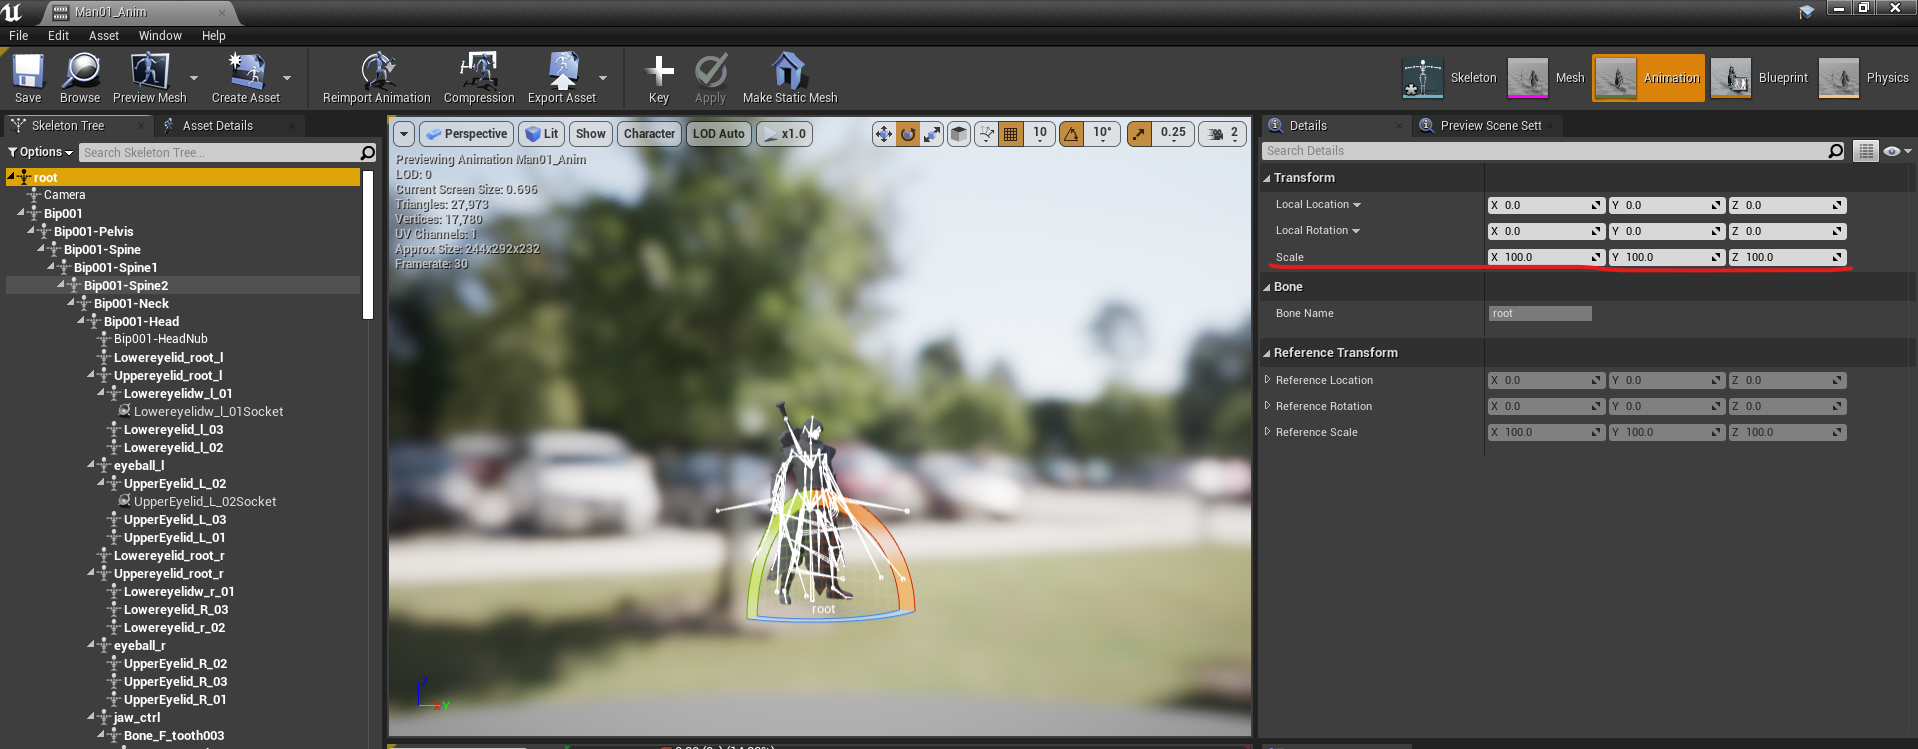 Man01_Anim
File Edit Asset Window Help
Save Browse Preview Mesh Create Asset Reimport Animation Compression Export Asset Key Apply Make Static Mesh Skeleton Mesh Animation Blueprint Physics
Skeleton Tree Asset Details
Options Search Skeleton Tree...
root
Camera
Bip001
Bip001-Pelvis
Bip001-Spine
Bip001-Spine1
Bip001-Spine2
Bip001-Neck
Bip001-Head
Bip001-HeadNub
Lowereyelid_root_l
Uppereyelid_root_l
Lowereyelidw_l_01
Lowereyelidw_l_01Socket
Lowereyelid_l_03
Lowereyelid_l_02
eyeball_l
UpperEyelid_L_02
UpperEyelid_L_02Socket
UpperEyelid_L_03
UpperEyelid_L_01
Lowereyelid_root_r
Uppereyelid_root_r
Lowereyelidw_r_01
Lowereyelid_R_03
Lowereyelid_r_02
eyeball_r
UpperEyelid_R_02
UpperEyelid_R_03
UpperEyelid_R_01
jaw_ctrl
Bone_F_tooth003
Perspective Lit Show Character LOD Auto x1.0 10 10° 0.25 2
Previewing Animation Man01_Anim
LOD: 0
Current Screen Size: 0.696
Triangles: 27,973
Vertices: 17,780
UV Channels: 1
Approx Size: 244x292x232
Framerate: 30
root
Z
X Y
Details Preview Scene Sett
Search Details
Transform
Local Location X 0.0 Y 0.0 Z 0.0
Local Rotation X 0.0 Y 0.0 Z 0.0
Scale X 100.0 Y 100.0 Z 100.0
Bone
Bone Name root
Reference Transform
Reference Location X 0.0 Y 0.0 Z 0.0
Reference Rotation X 0.0 Y 0.0 Z 0.0
Reference Scale X 100.0 Y 100.0 Z 100.0